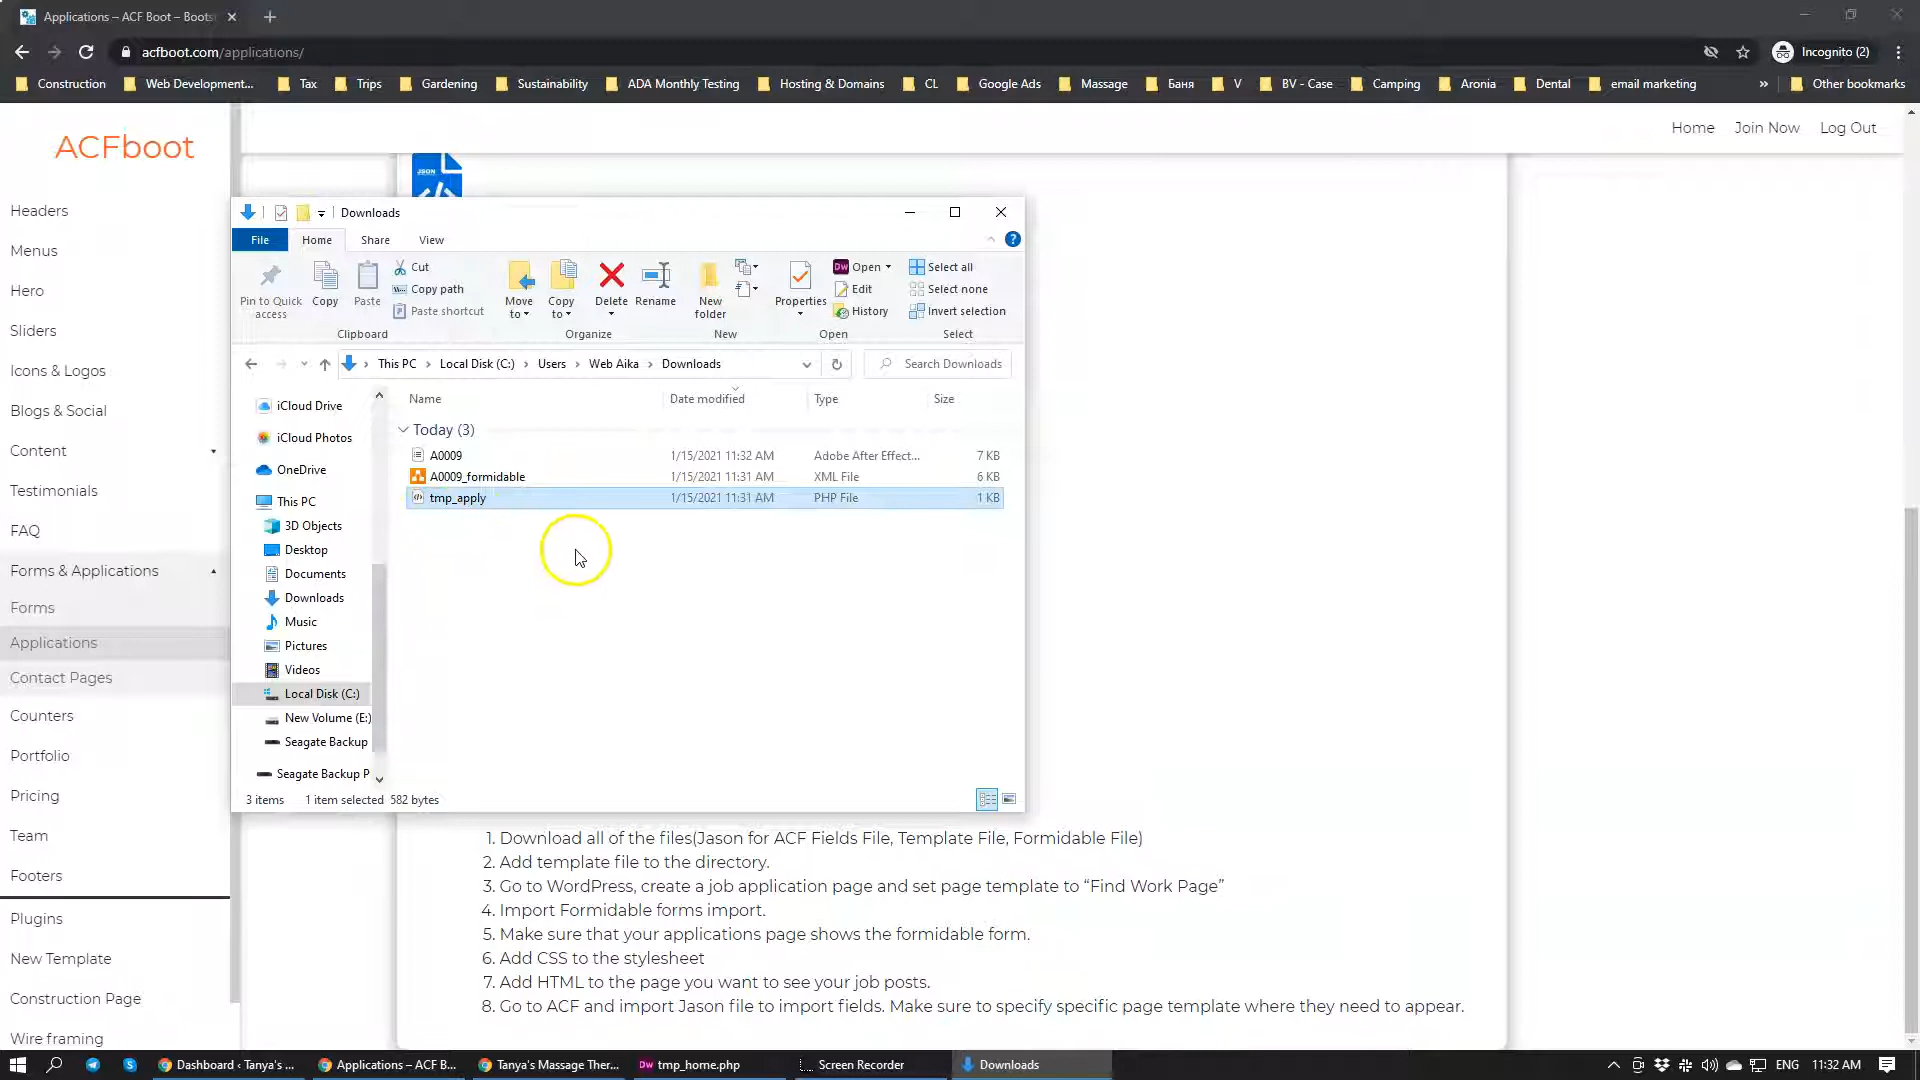 Applications – ACF Boot – Boots
acfboot.com/applications/
Incognito (2)
Construction
Web Development...
Tax
Trips
Gardening
Sustainability
ADA Monthly Testing
Hosting & Domains
CL
Google Ads
Massage
Баня
V
BV - Case
Camping
Aronia
Dental
email marketing
»
Other bookmarks
ACFboot
Home
Join Now
Log Out
JSON
Headers
Menus
Hero
Sliders
Icons & Logos
Blogs & Social
Content
Testimonials
FAQ
Forms & Applications
Forms
Applications
Contact Pages
Counters
Portfolio
Pricing
Team
Footers
Plugins
New Template
Construction Page
Wire framing
Downloads
File
Home
Share
View
Pin to Quick
access
Copy
Paste
Cut
Copy path
Paste shortcut
Clipboard
Move
to
Copy
to
Delete
Rename
Organize
New
folder
New
Properties
Dw Open
Edit
History
Open
Select all
Select none
Invert selection
Select
This PC > Local Disk (C:) > Users > Web Aika > Downloads
Search Downloads
iCloud Drive
iCloud Photos
OneDrive
This PC
3D Objects
Desktop
Documents
Downloads
Music
Pictures
Videos
Local Disk (C:)
New Volume (E:)
Seagate Backup
Seagate Backup P
Name Date modified Type Size
Today (3)
A0009 1/15/2021 11:32 AM Adobe After Effect... 7 KB
A0009_formidable 1/15/2021 11:31 AM XML File 6 KB
tmp_apply 1/15/2021 11:31 AM PHP File 1 KB
3 items 1 item selected 582 bytes
1. Download all of the files(Jason for ACF Fields File, Template File, Formidable File)
2. Add template file to the directory.
3. Go to WordPress, create a job application page and set page template to “Find Work Page”
4. Import Formidable forms import.
5. Make sure that your applications page shows the formidable form.
6. Add CSS to the stylesheet
7. Add HTML to the page you want to see your job posts.
8. Go to ACF and import Jason file to import fields. Make sure to specify specific page template where they need to appear.
Dashboard ‹ Tanya's ...
Applications – ACF B...
Tanya's Massage Ther...
Dw tmp_home.php
Screen Recorder
Downloads
ENG
11:32 AM